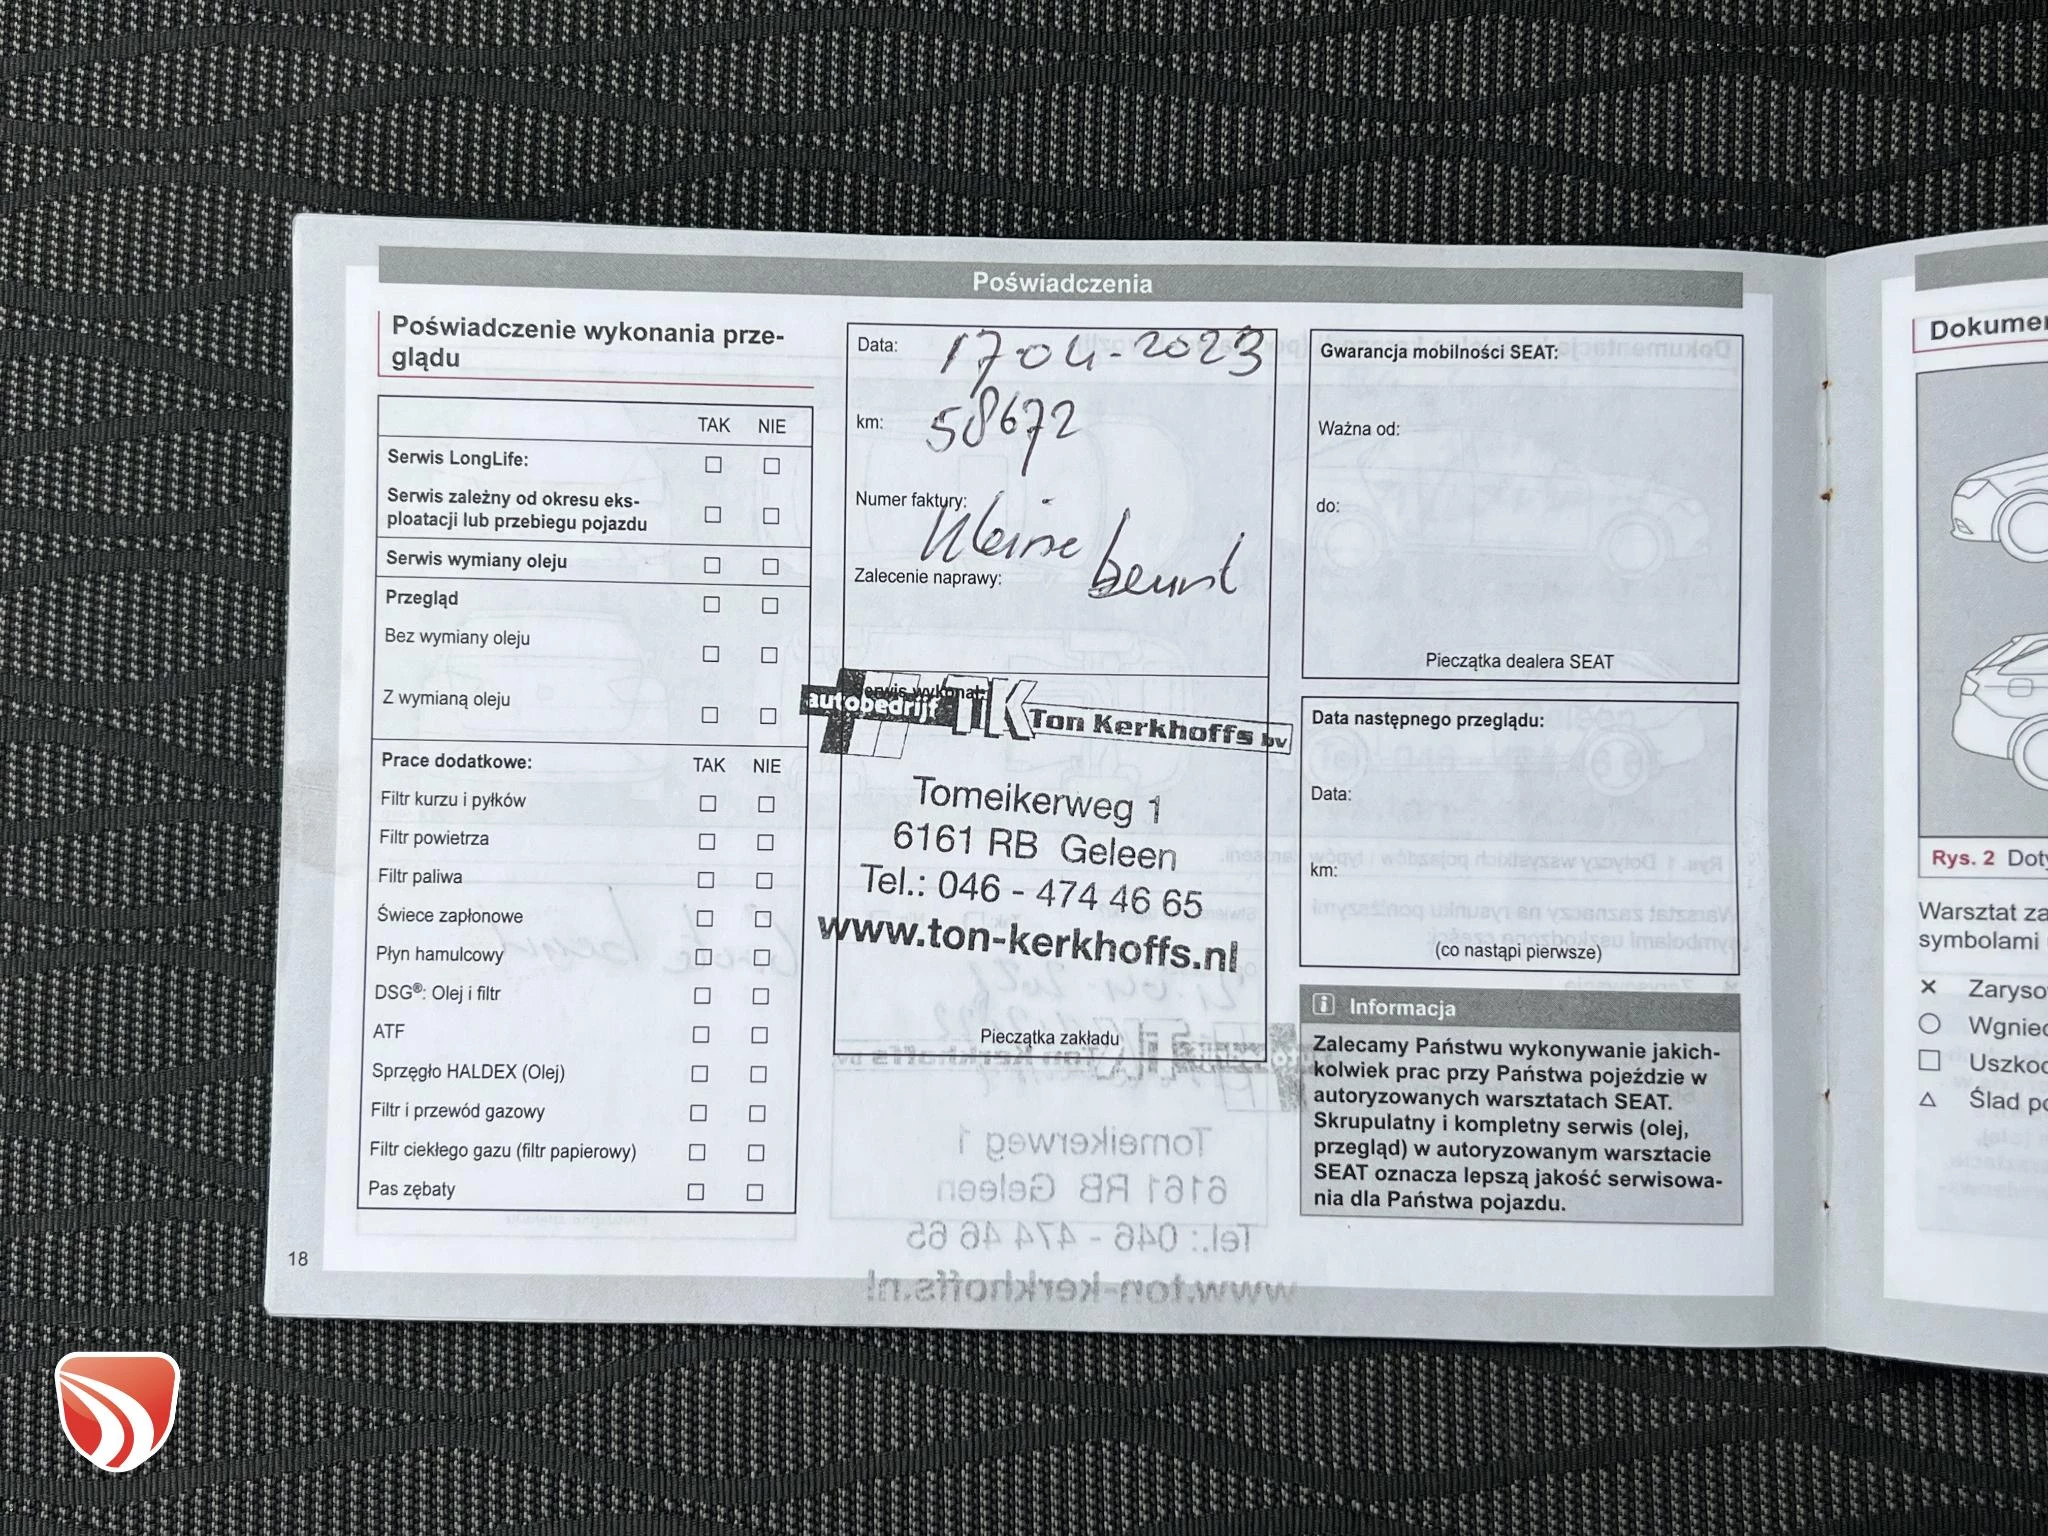 Poświadczenia
Poświadczenie wykonania prze-
glądu
TAK NIE
Serwis LongLife: □ □
Serwis zależny od okresu eks-
ploatacji lub przebiegu pojazdu □ □
Serwis wymiany oleju □ □
Przegląd □ □
Bez wymiany oleju □ □
Z wymianą oleju □ □
Prace dodatkowe: TAK NIE
Filtr kurzu i pyłków □ □
Filtr powietrza □ □
Filtr paliwa □ □
Świece zapłonowe □ □
Płyn hamulcowy □ □
DSG®: Olej i filtr □ □
ATF □ □
Sprzęgło HALDEX (Olej) □ □
Filtr i przewód gazowy □ □
Filtr ciekłego gazu (filtr papierowy) □ □
Pas zębaty □ □
18
Data: 17-04-2023
km: 58672
Numer faktury:
Kleine beurt
Zalecenie naprawy:
Serwis wykonał:
autobedrijf TK Ton Kerkhoffs bv
Tomeikerweg 1
6161 RB Geleen
Tel.: 046 - 474 46 65
www.ton-kerkhoffs.nl
Pieczątka zakładu
Gwarancja mobilności SEAT:
Ważna od:
do:
Pieczątka dealera SEAT
Data następnego przeglądu:
Data:
km:
(co nastąpi pierwsze)
i Informacja
Zalecamy Państwu wykonywanie jakich-
kolwiek prac przy Państwa pojeździe w
autoryzowanych warsztatach SEAT.
Skrupulatny i kompletny serwis (olej,
przegląd) w autoryzowanym warsztacie
SEAT oznacza lepszą jakość serwisowa-
nia dla Państwa pojazdu.
Dokumen
Rys. 2 Doty
Warsztat za
symbolami
× Zaryso
○ Wgniec
□ Uszkod
△ Ślad po